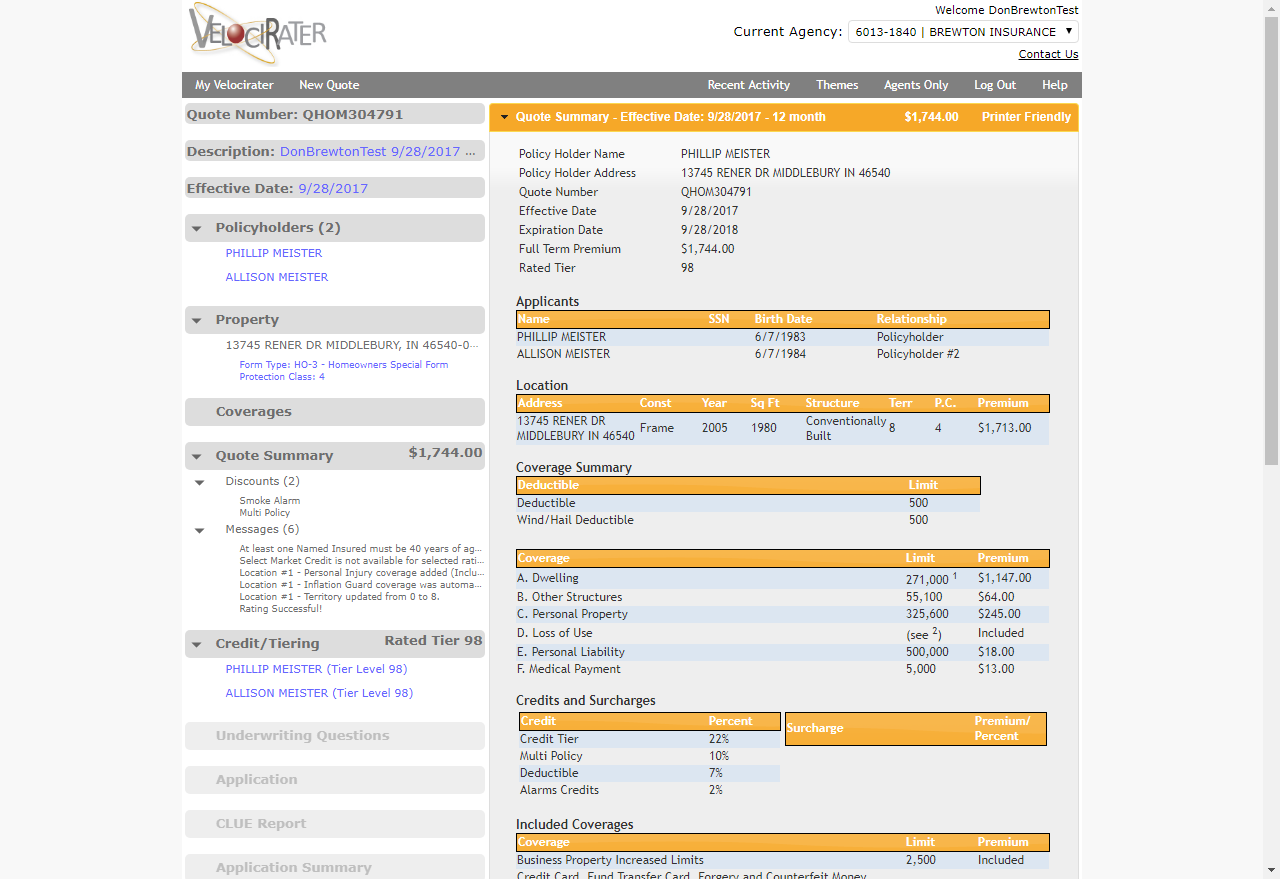 VELOCIRATER
Welcome DonBrewtonTest
Current Agency: 6013-1840 | BREWTON INSURANCE
Contact Us
My Velocirater New Quote Recent Activity Themes Agents Only Log Out Help
Quote Number: QHOM304791
Description: DonBrewtonTest 9/28/2017 ...
Effective Date: 9/28/2017
Policyholders (2)
PHILLIP MEISTER
ALLISON MEISTER
Property
13745 RENER DR MIDDLEBURY, IN 46540-0...
Form Type: HO-3 - Homeowners Special Form
Protection Class: 4
Coverages
Quote Summary $1,744.00
Discounts (2)
Smoke Alarm
Multi Policy
Messages (6)
At least one Named Insured must be 40 years of ag...
Select Market Credit is not available for selected rati...
Location #1 - Personal Injury coverage added (Inclu...
Location #1 - Inflation Guard coverage was automa...
Location #1 - Territory updated from 0 to 8.
Rating Successful!
Credit/Tiering Rated Tier 98
PHILLIP MEISTER (Tier Level 98)
ALLISON MEISTER (Tier Level 98)
Underwriting Questions
Application
CLUE Report
Application Summary
Quote Summary - Effective Date: 9/28/2017 - 12 month $1,744.00 Printer Friendly
Policy Holder Name PHILLIP MEISTER
Policy Holder Address 13745 RENER DR MIDDLEBURY IN 46540
Quote Number QHOM304791
Effective Date 9/28/2017
Expiration Date 9/28/2018
Full Term Premium $1,744.00
Rated Tier 98
Applicants
Name SSN Birth Date Relationship
PHILLIP MEISTER 6/7/1983 Policyholder
ALLISON MEISTER 6/7/1984 Policyholder #2
Location
Address Const Year Sq Ft Structure Terr P.C. Premium
13745 RENER DR MIDDLEBURY IN 46540 Frame 2005 1980 Conventionally Built 8 4 $1,713.00
Coverage Summary
Deductible Limit
Deductible 500
Wind/Hail Deductible 500
Coverage Limit Premium
A. Dwelling 271,000 1 $1,147.00
B. Other Structures 55,100 $64.00
C. Personal Property 325,600 $245.00
D. Loss of Use (see 2) Included
E. Personal Liability 500,000 $18.00
F. Medical Payment 5,000 $13.00
Credits and Surcharges
Credit Percent Surcharge Premium/ Percent
Credit Tier 22%
Multi Policy 10%
Deductible 7%
Alarms Credits 2%
Included Coverages
Coverage Limit Premium
Business Property Increased Limits 2,500 Included
Credit Card, Fund Transfer Card, Forgery and Counterfeit Money